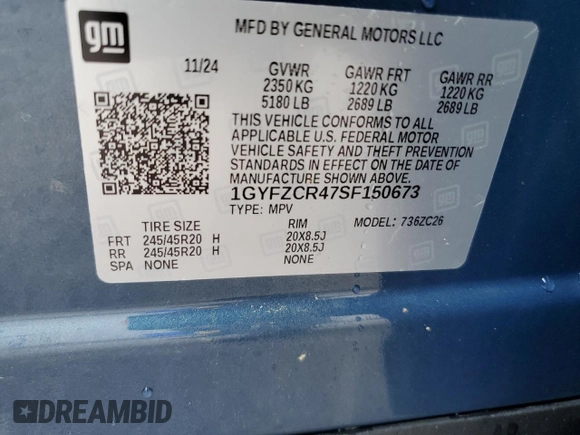 gm
MFD BY GENERAL MOTORS LLC
11/24 GVWR GAWR FRT GAWR RR
2350 KG 1220 KG 1220 KG
5180 LB 2689 LB 2689 LB
THIS VEHICLE CONFORMS TO ALL
APPLICABLE U.S. FEDERAL MOTOR
VEHICLE SAFETY AND THEFT PREVENTION
STANDARDS IN EFFECT ON THE DATE OF
MANUFACTURE SHOWN ABOVE.
1GYFZCR47SF150673
TYPE: MPV MODEL: 736ZC26
TIRE SIZE RIM
FRT 245/45R20 H 20X8.5J
RR 245/45R20 H 20X8.5J
SPA NONE NONE
DREAMBID